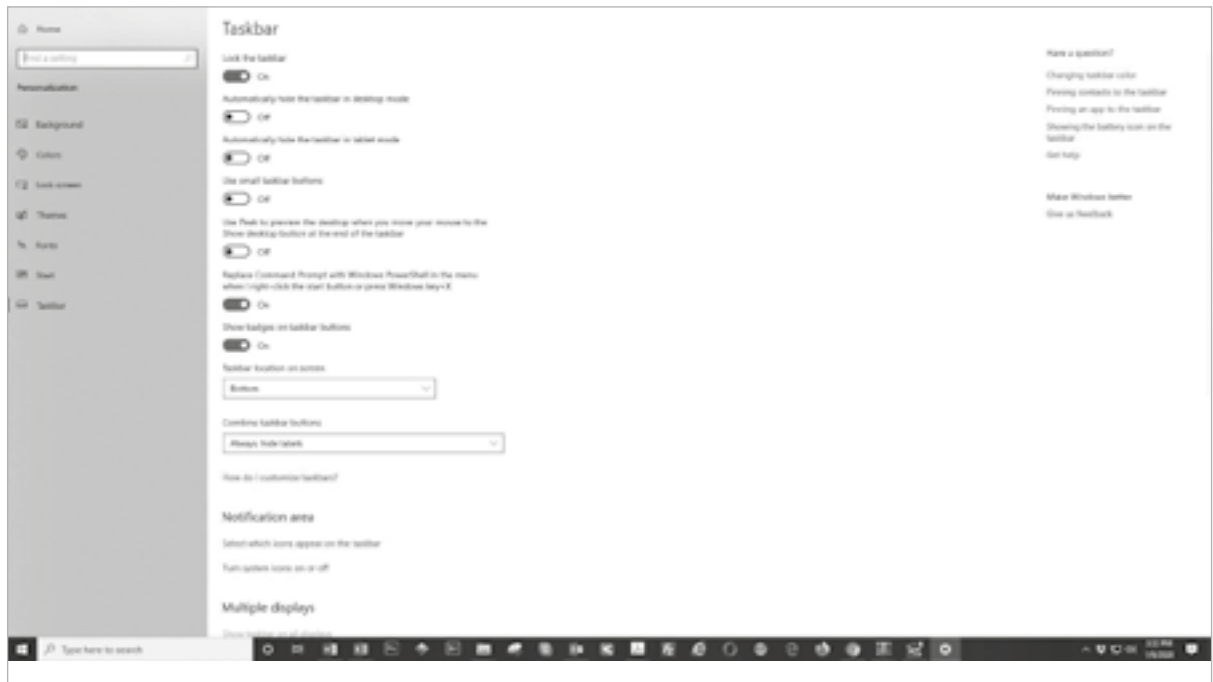 Home
Find a setting
Personalization
Background
Colors
Lock screen
Themes
Fonts
Start
Taskbar
Taskbar
Lock the taskbar
On
Automatically hide the taskbar in desktop mode
Off
Automatically hide the taskbar in tablet mode
Off
Use small taskbar buttons
Off
Use Peek to preview the desktop when you move your mouse to the
Show desktop button at the end of the taskbar
Off
Replace Command Prompt with Windows PowerShell in the menu
when I right-click the start button or press Windows key+X
On
Show badges on taskbar buttons
On
Taskbar location on screen
Bottom
Combine taskbar buttons
Always hide labels
How do I customize taskbars?
Notification area
Select which icons appear on the taskbar
Turn system icons on or off
Multiple displays
Show taskbar on all displays
Have a question?
Changing taskbar color
Pinning contacts to the taskbar
Pinning an app to the taskbar
Showing the battery icon on the
taskbar
Get help
Make Windows better
Give us feedback
Type here to search